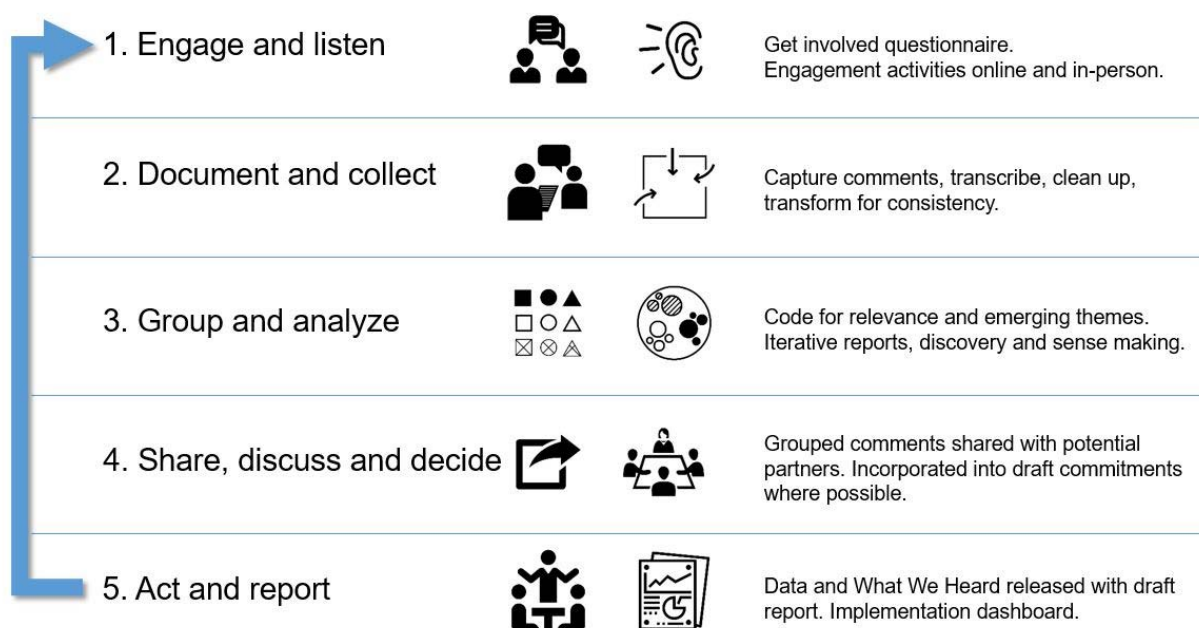 1. Engage and listen
Get involved questionnaire.
Engagement activities online and in-person.
2. Document and collect
Capture comments, transcribe, clean up,
transform for consistency.
3. Group and analyze
Code for relevance and emerging themes.
Iterative reports, discovery and sense making.
4. Share, discuss and decide
Grouped comments shared with potential
partners. Incorporated into draft commitments
where possible.
5. Act and report
Data and What We Heard released with draft
report. Implementation dashboard.